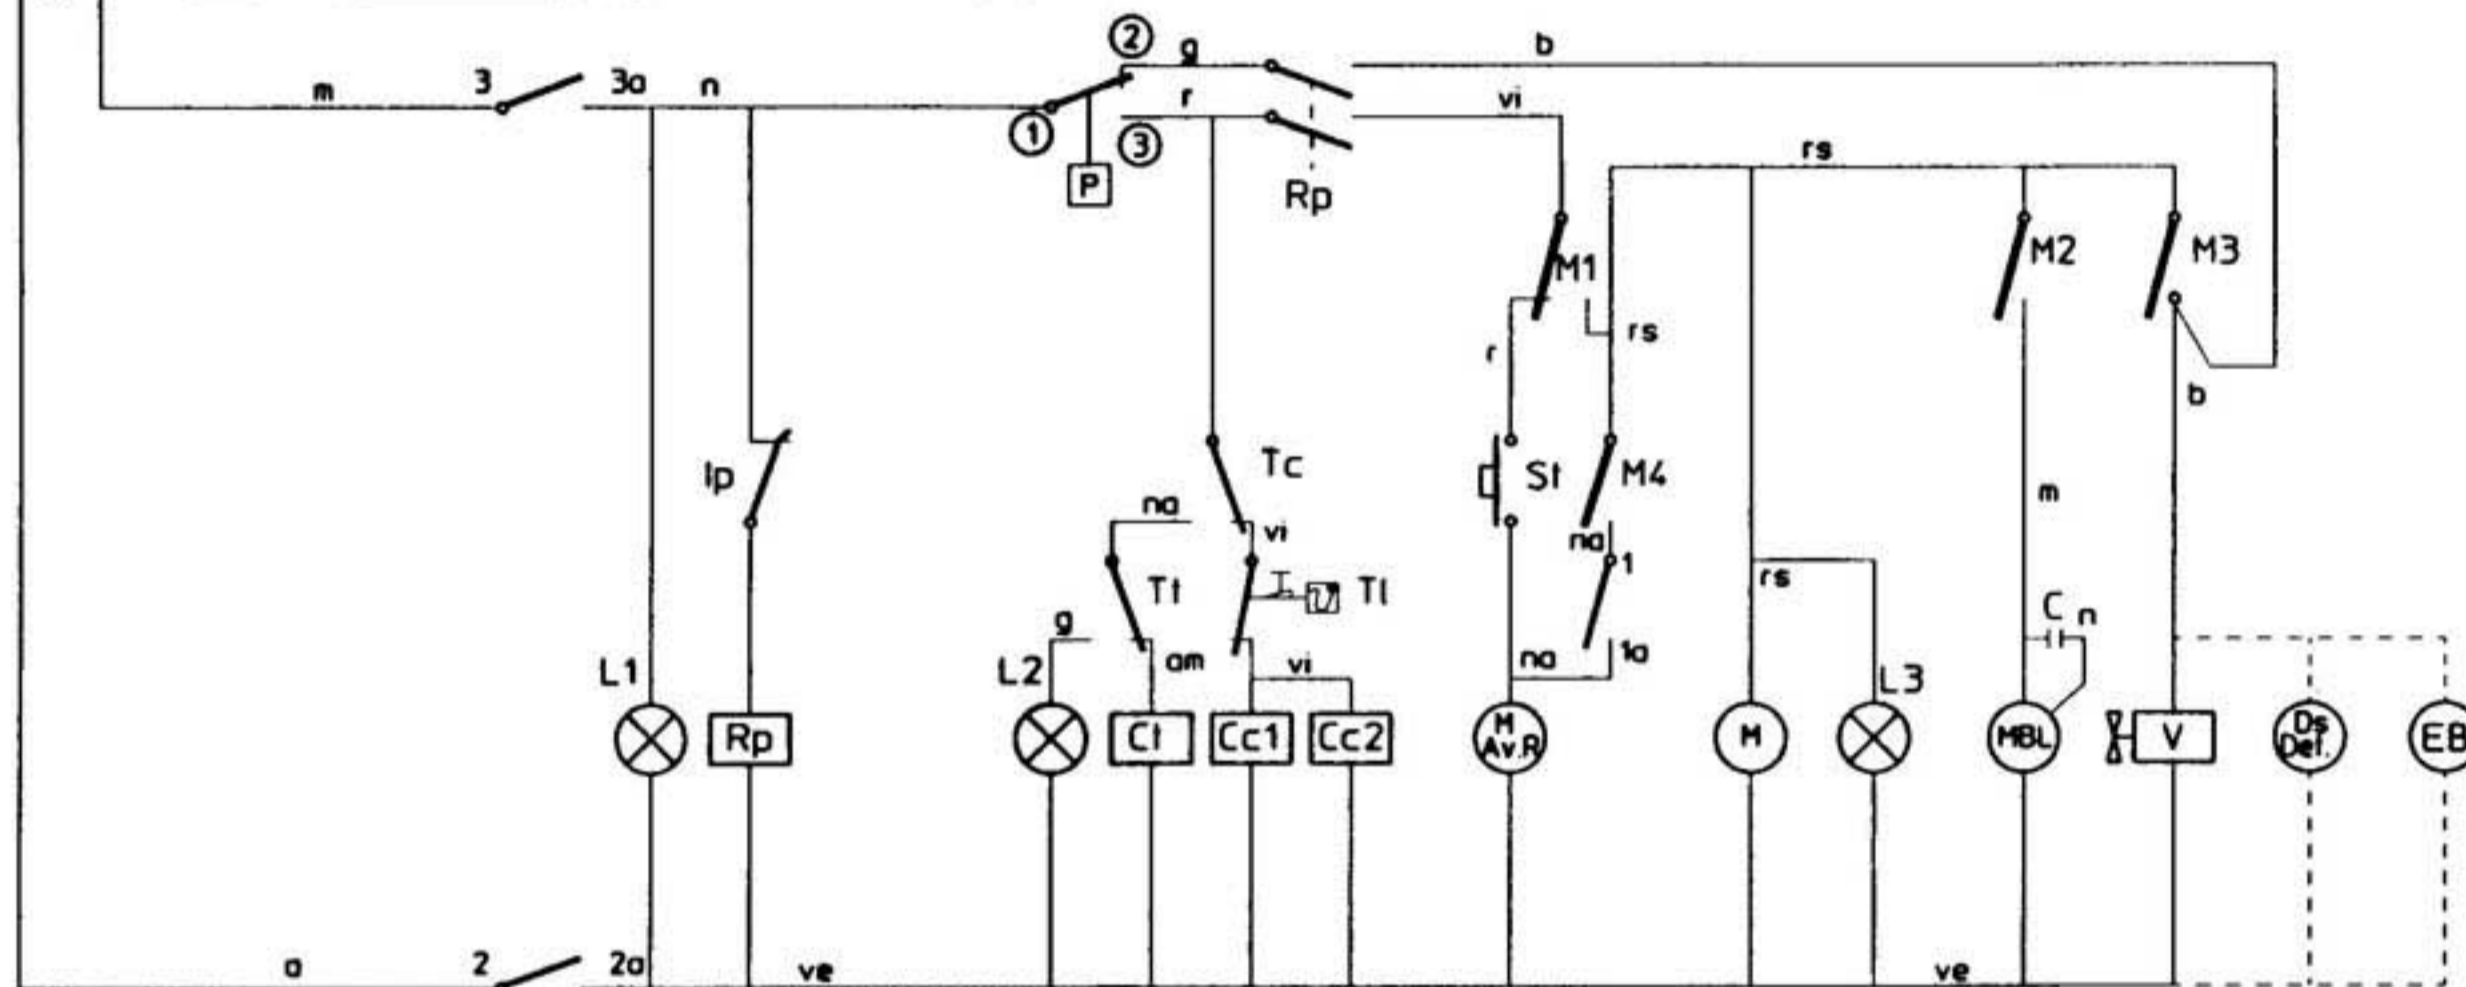 ② g b
m 3 3a n r vi
① ③
P Rp rs
M1 M2 M3
rs
r
b
Ip Tc St M4 m
na vi na
1
Tt Tl rs C n
g am vi na 1a
L1 L2 L3
Rp Ct Cc1 Cc2 M Av.R M MBL V Ds Def. EB
a 2 2a ve ve